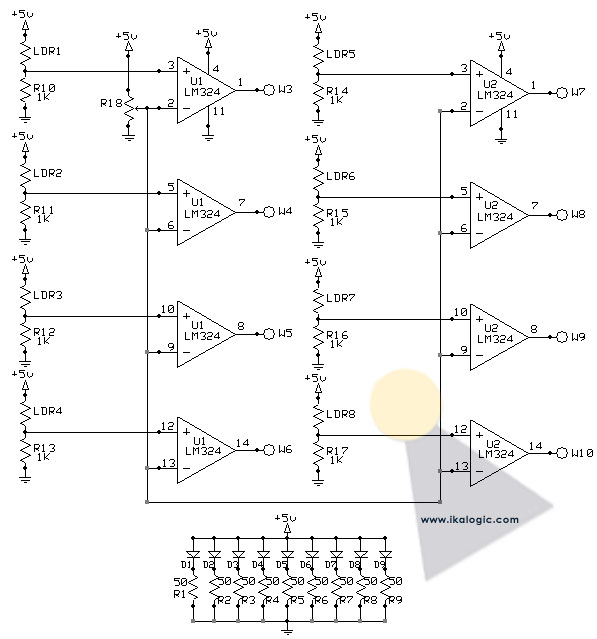 +5v +5v +5v +5v +5v
LDR1 LDR5
3 + 4 1 W3 3 + 4 1 W7
U1 LM324 U2 LM324
R10 1K R18 2 - 11 R14 1K 2 - 11
+5v +5v
LDR2 LDR6
5 + 7 W4 5 + 7 W8
U1 LM324 U2 LM324
R11 1K 6 - R15 1K 6 -
+5v +5v
LDR3 LDR7
10 + 8 W5 10 + 8 W9
U1 LM324 U2 LM324
R12 1K 9 - R16 1K 9 -
+5v +5v
LDR4 LDR8
12 + 14 W6 12 + 14 W10
U1 LM324 U2 LM324
R13 1K 13 - R17 1K 13 -
www.ikalogic.com
+5v
D1 D2 D3 D4 D5 D6 D7 D8 D9
50 50 50 50 50 50 50 50 50
R1 R2 R3 R4 R5 R6 R7 R8 R9